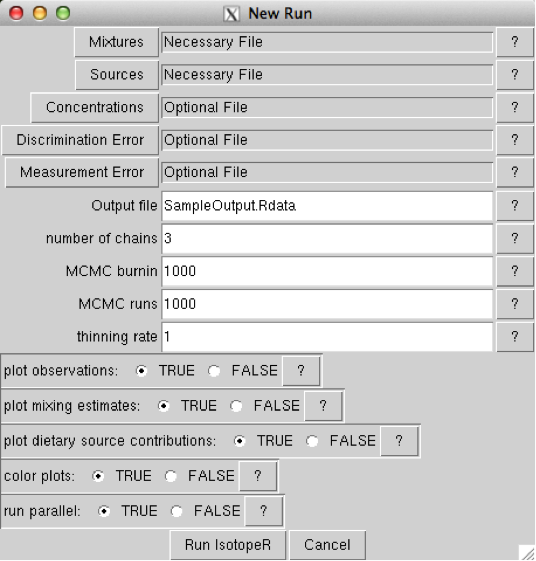 X New Run
Mixtures Necessary File ?
Sources Necessary File ?
Concentrations Optional File ?
Discrimination Error Optional File ?
Measurement Error Optional File ?
Output file SampleOutput.Rdata ?
number of chains 3 ?
MCMC burnin 1000 ?
MCMC runs 1000 ?
thinning rate 1 ?
plot observations: TRUE FALSE ?
plot mixing estimates: TRUE FALSE ?
plot dietary source contributions: TRUE FALSE ?
color plots: TRUE FALSE ?
run parallel: TRUE FALSE ?
Run IsotopeR Cancel